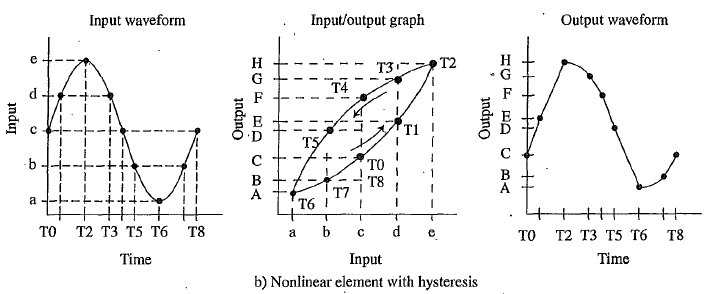 Input waveform
Input/output graph
Output waveform
Input
e
d
c
b
a
T0
T2
T3
T5
T6
T8
Time
Output
H
G
F
E
D
C
B
A
T2
T3
T4
T1
T5
T0
T8
T7
T6
a
b
c
d
e
Input
Output
H
G
F
E
D
C
B
A
T0
T2
T3
T5
T6
T8
Time
b) Nonlinear element with hysteresis